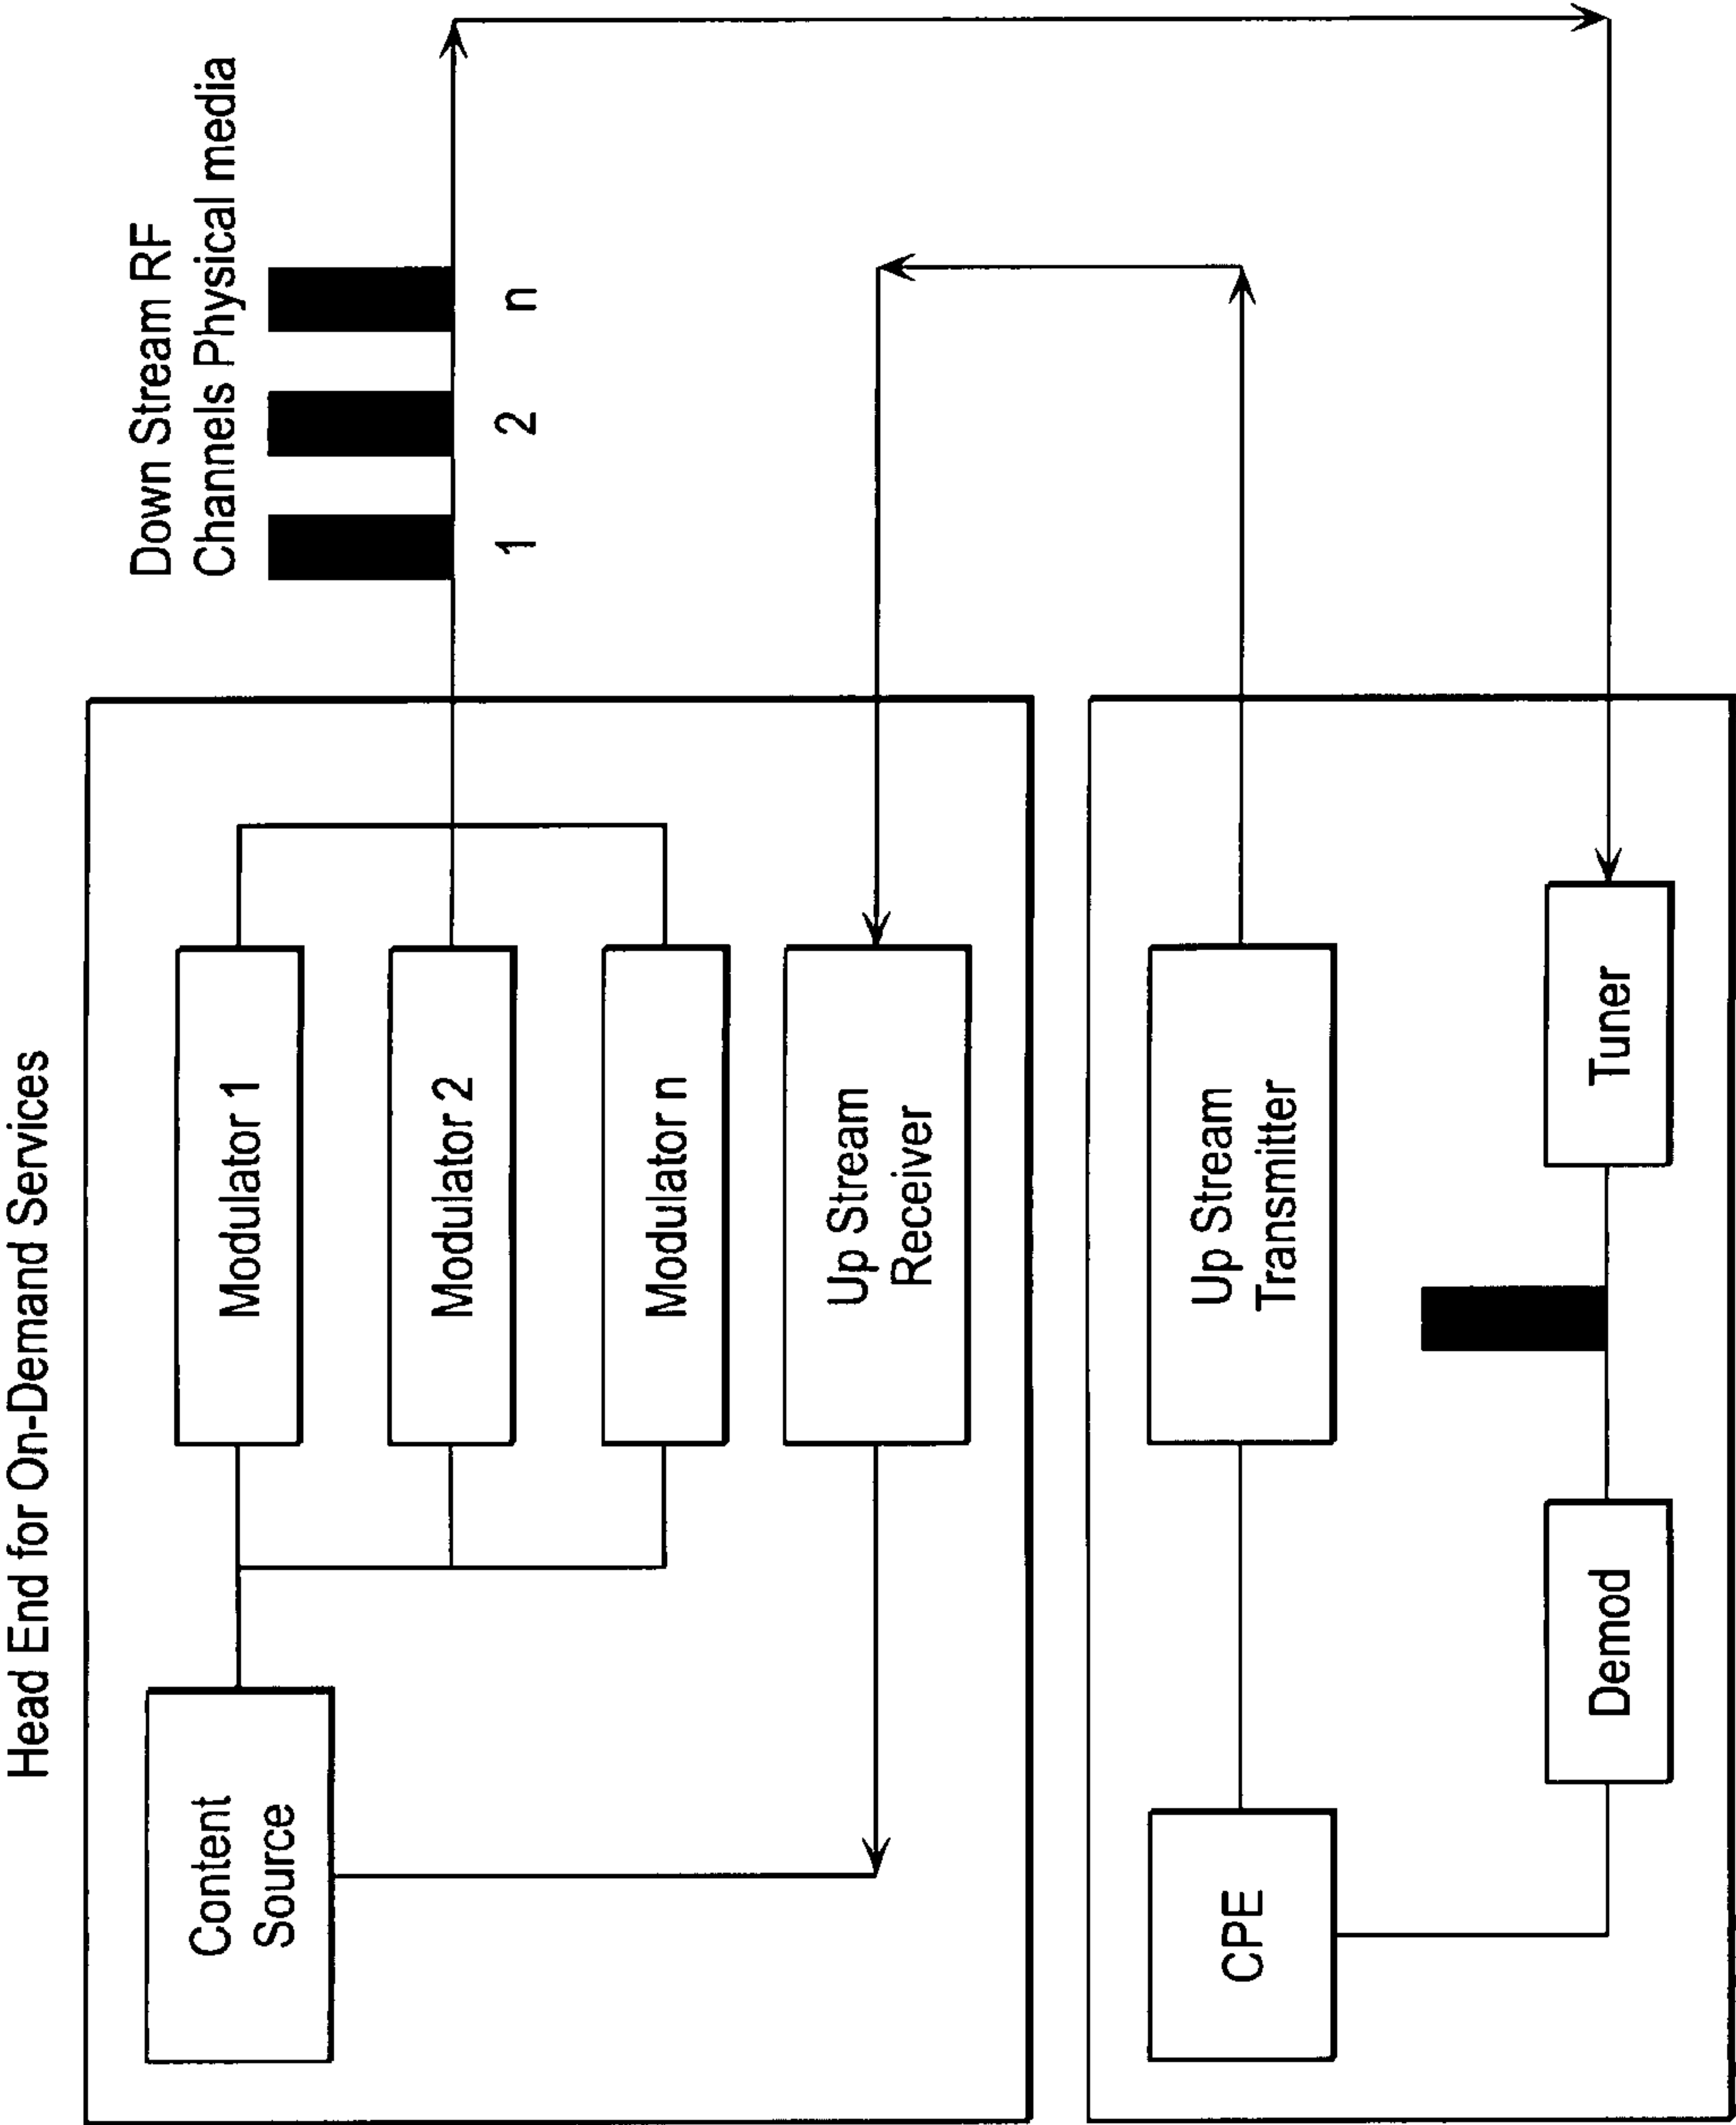 Head End for On-Demand Services
Down Stream RF
Channels Physical media
1
2
n
Content
Source
Modulator 1
Modulator 2
Modulator n
Up Stream
Receiver
CPE
Up Stream
Transmitter
Demod
Tuner